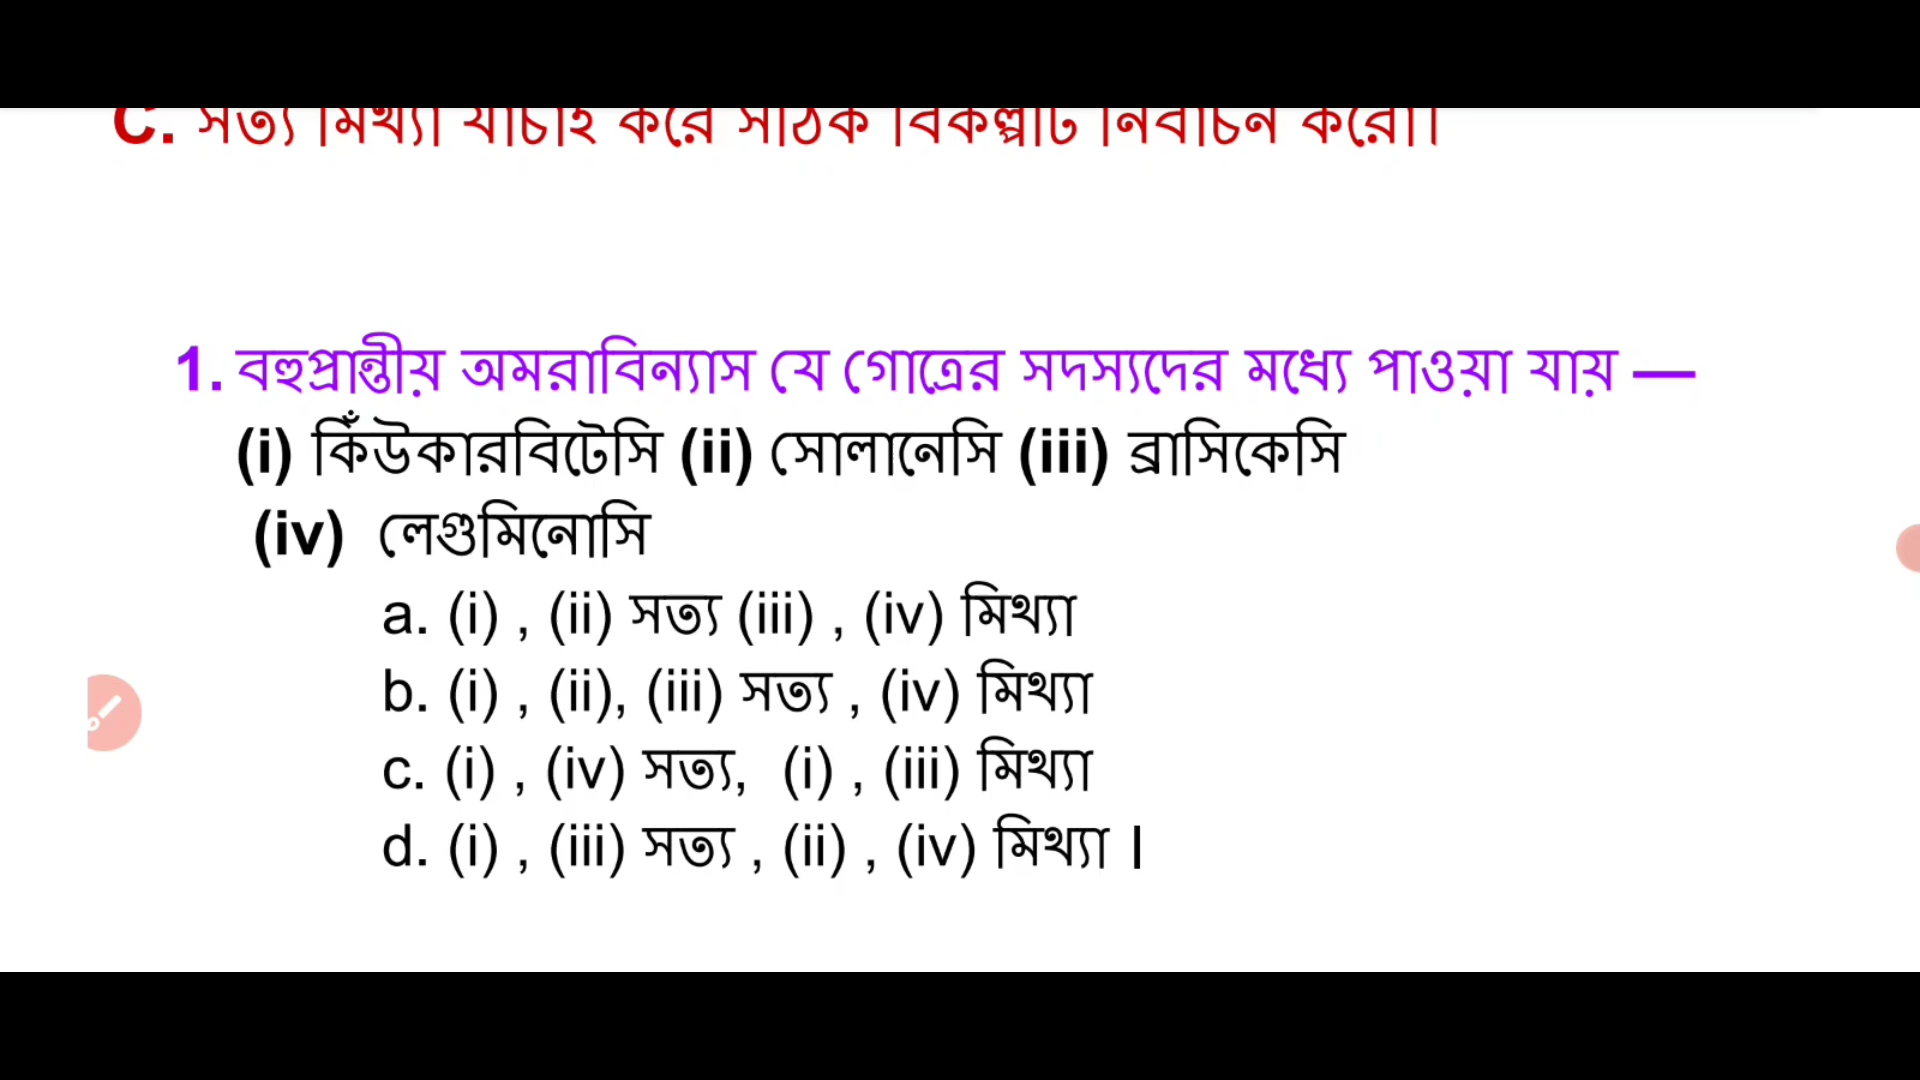 C. সত্য মিথ্যা যাচাই করে সঠিক বিকল্পটি নির্বাচন করো।
1. বহুপ্রান্তীয় অমরাবিন্যাস যে গোত্রের সদস্যদের মধ্যে পাওয়া যায় —
(i) কিঁউকারবিটেসি (ii) সোলানেসি (iii) ব্রাসিকেসি
(iv) লেগুমিনোসি
a. (i) , (ii) সত্য (iii) , (iv) মিথ্যা
b. (i) , (ii), (iii) সত্য , (iv) মিথ্যা
c. (i) , (iv) সত্য, (i) , (iii) মিথ্যা
d. (i) , (iii) সত্য , (ii) , (iv) মিথ্যা ।